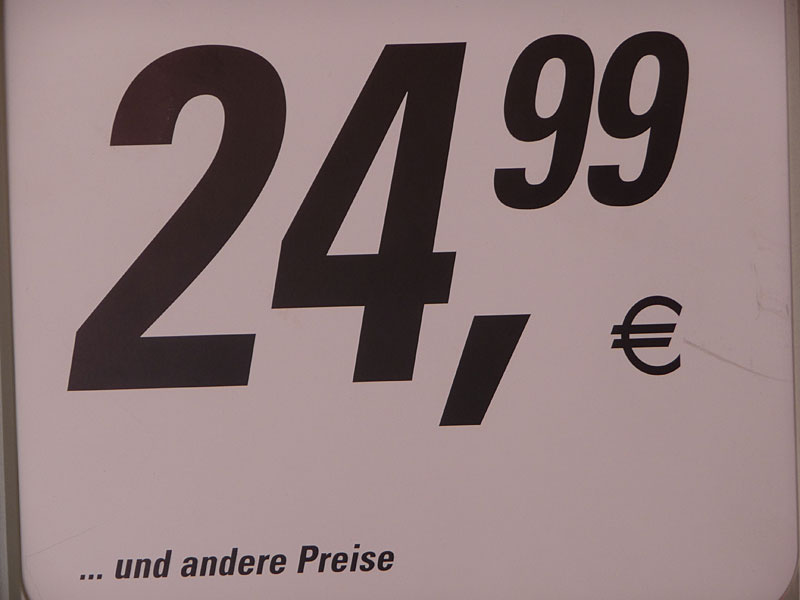 24,99 €
... und andere Preise